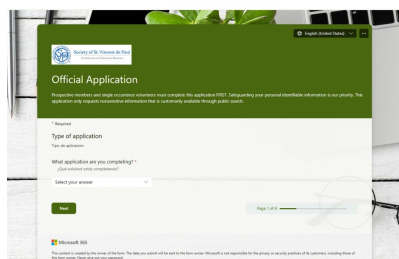 English (United States)
Society of St. Vincent de Paul
Official Application
Prospective members and single occurrence volunteers must complete this application FIRST. Safeguarding your personal identifiable information is our priority. This
application only requests nonsensitive information that is customarily available through public search.
* Required
Type of application
Tipo de aplicacion
What application are you completing? *
¿Qué solicitud estás completando?
Select your answer
Next
Page 1 of 4
Microsoft 365
This content is created by the owner of the form. The data you submit will be sent to the form owner. Microsoft is not responsible for the privacy or security practices of its customers, including those of
this form owner. Never give out your password.